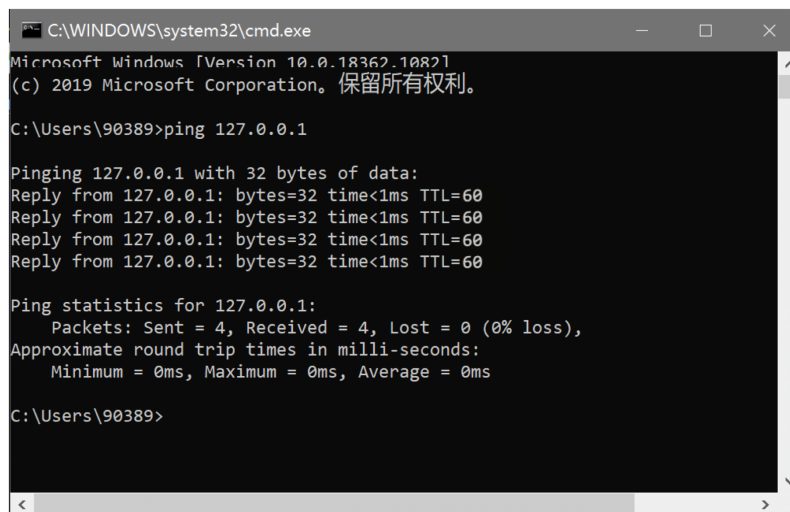 C:\WINDOWS\system32\cmd.exe
Microsoft Windows [Version 10.0.18362.1082]
(c) 2019 Microsoft Corporation。保留所有权利。
C:\Users\90389>ping 127.0.0.1
Pinging 127.0.0.1 with 32 bytes of data:
Reply from 127.0.0.1: bytes=32 time<1ms TTL=60
Reply from 127.0.0.1: bytes=32 time<1ms TTL=60
Reply from 127.0.0.1: bytes=32 time<1ms TTL=60
Reply from 127.0.0.1: bytes=32 time<1ms TTL=60
Ping statistics for 127.0.0.1:
    Packets: Sent = 4, Received = 4, Lost = 0 (0% loss),
Approximate round trip times in milli-seconds:
    Minimum = 0ms, Maximum = 0ms, Average = 0ms
C:\Users\90389>